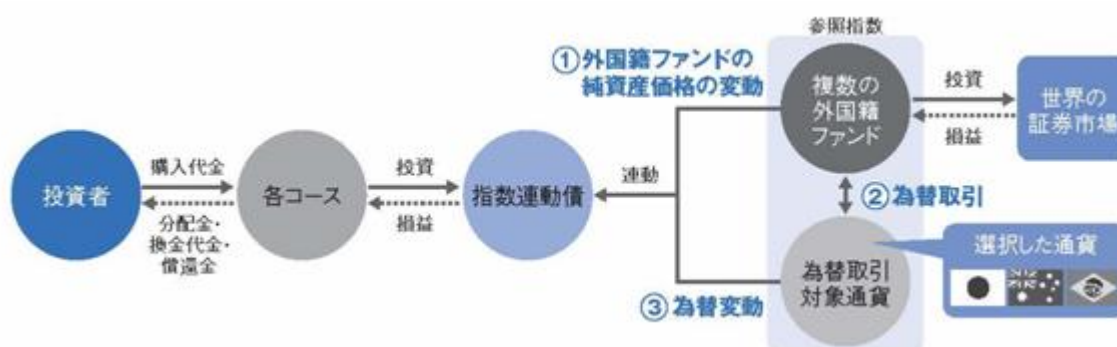 参照指数
①外国籍ファンドの
純資産価格の変動
複数の
外国籍
ファンド
投資
損益
世界の
証券市場
投資者
購入代金
分配金・
換金代金・
償還金
各コース
投資
損益
指数連動債
連動
②為替取引
③為替変動
為替取引
対象通貨
選択した通貨